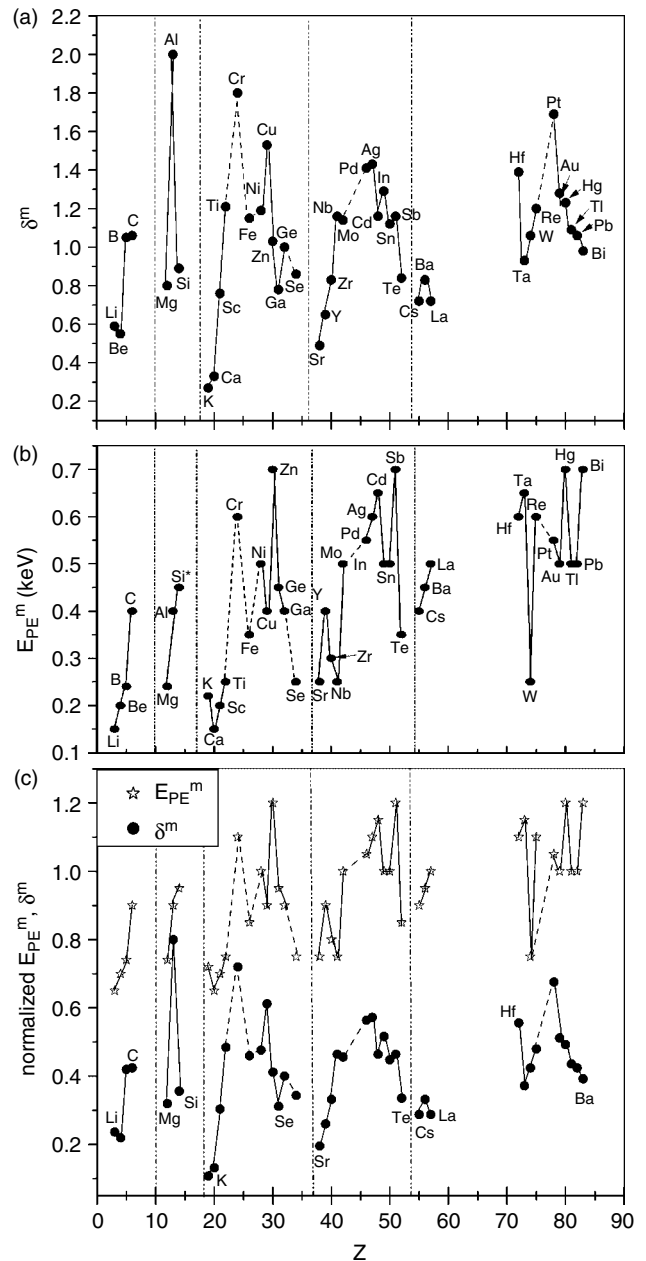 (a)
δᵐ
2.2
2.0
1.8
1.6
1.4
1.2
1.0
0.8
0.6
0.4
0.2
Li
Be
B
C
Mg
Al
Si
K
Ca
Sc
Ti
Cr
Fe
Ni
Cu
Zn
Ga
Ge
Se
Sr
Y
Zr
Nb
Mo
Pd
Ag
Cd
In
Sn
Sb
Te
Cs
Ba
La
Hf
Ta
W
Re
Pt
Au
Hg
Tl
Pb
Bi
(b)
E_PEᵐ (keV)
0.7
0.6
0.5
0.4
0.3
0.2
0.1
Li
Be
B
C
Mg
Al
Si*
K
Ca
Sc
Ti
Cr
Fe
Ni
Cu
Zn
Ge
Ga
Se
Sr
Y
Zr
Nb
Mo
In
Pd
Ag
Cd
Sn
Sb
Te
Cs
Ba
La
Hf
Ta
W
Re
Pt
Au
Hg
Tl
Pb
Bi
(c)
normalized E_PEᵐ, δᵐ
☆ E_PEᵐ
● δᵐ
1.2
1.0
0.8
0.6
0.4
0.2
Li
C
Mg
Si
K
Se
Sr
Te
Cs
La
Hf
Ba
0 10 20 30 40 50 60 70 80 90
Z